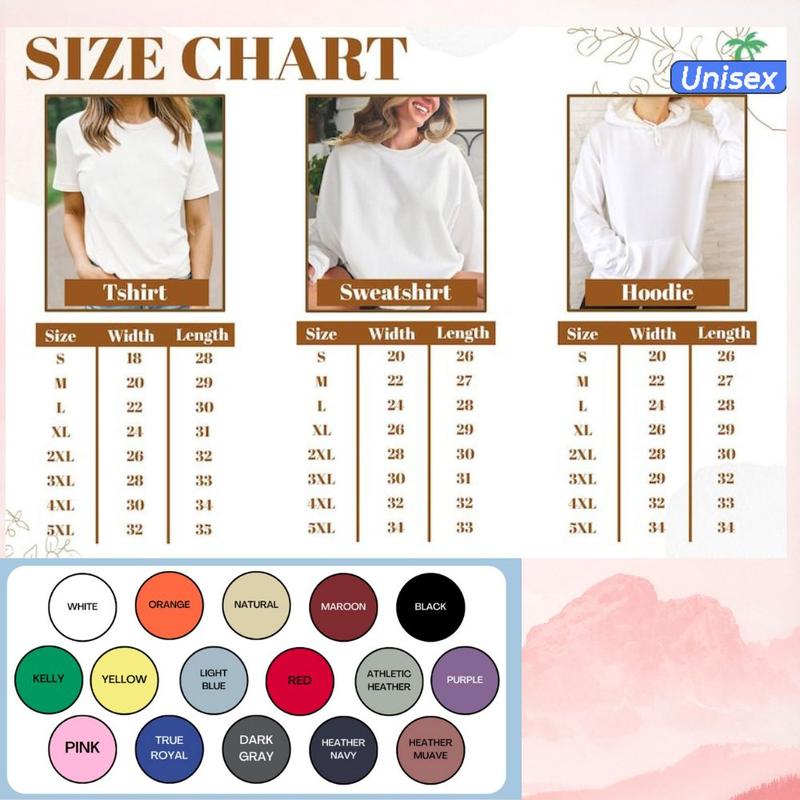 SIZE CHART
Unisex
Tshirt
Size Width Length
S 18 28
M 20 29
L 22 30
XL 24 31
2XL 26 32
3XL 28 33
4XL 30 34
5XL 32 35
Sweatshirt
Size Width Length
S 20 26
M 22 27
L 24 28
XL 26 29
2XL 28 30
3XL 30 31
4XL 32 32
5XL 34 33
Hoodie
Size Width Length
S 20 26
M 22 27
L 24 28
XL 26 29
2XL 28 30
3XL 29 32
4XL 32 33
5XL 34 34
WHITE
ORANGE
NATURAL
MAROON
BLACK
KELLY
YELLOW
LIGHT
BLUE
RED
ATHLETIC
HEATHER
PURPLE
PINK
TRUE
ROYAL
DARK
GRAY
HEATHER
NAVY
HEATHER
MUAVE